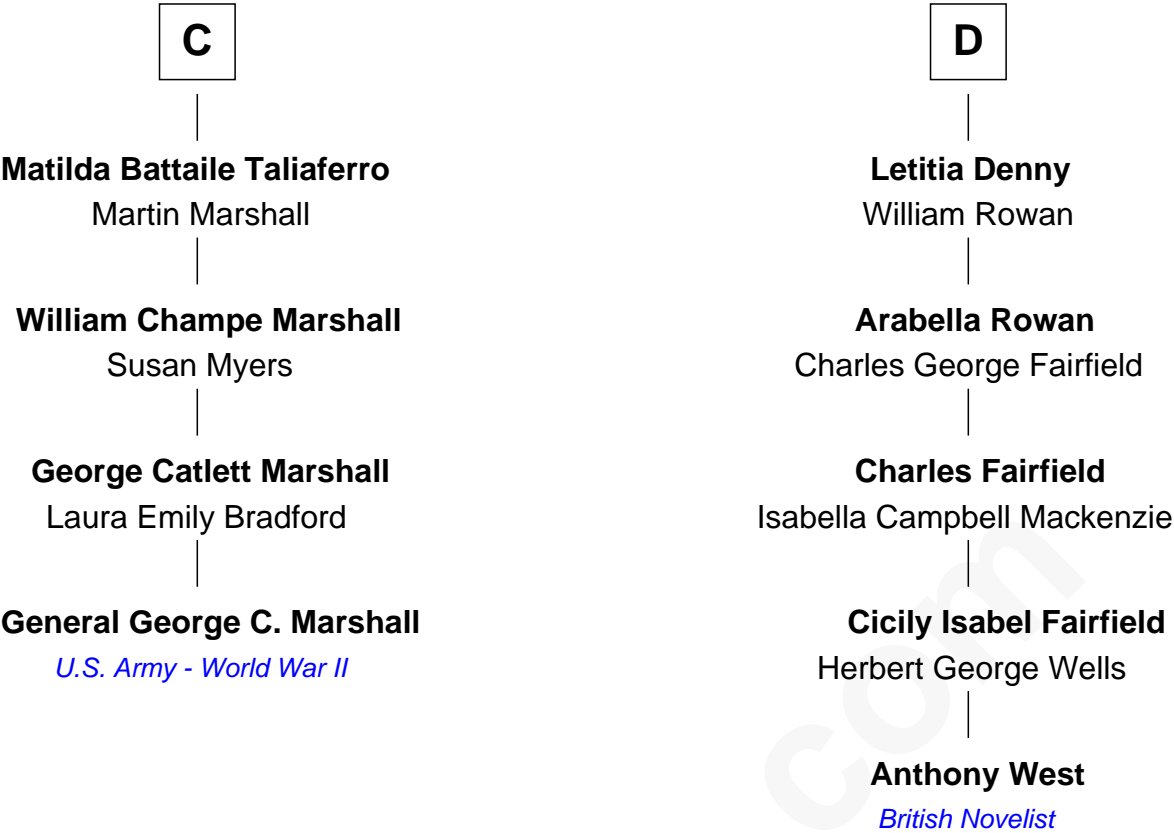 C
Matilda Battaile Taliaferro
Martin Marshall
William Champe Marshall
Susan Myers
George Catlett Marshall
Laura Emily Bradford
General George C. Marshall
U.S. Army - World War II
D
Letitia Denny
William Rowan
Arabella Rowan
Charles George Fairfield
Charles Fairfield
Isabella Campbell Mackenzie
Cicily Isabel Fairfield
Herbert George Wells
Anthony West
British Novelist
com